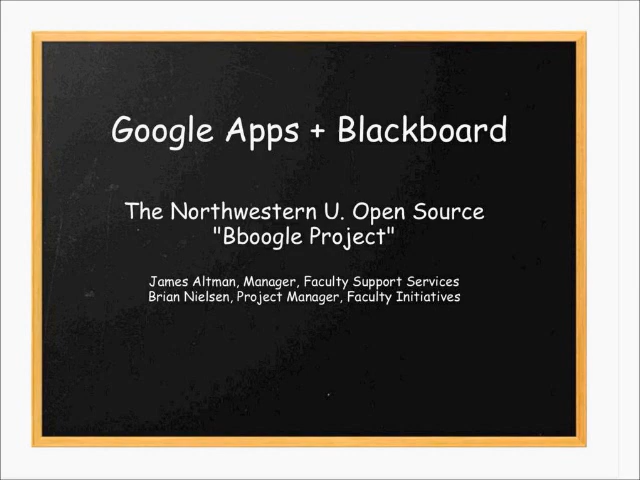 Google Apps + Blackboard
The Northwestern U. Open Source
"Bboogle Project"
James Altman, Manager, Faculty Support Services
Brian Nielsen, Project Manager, Faculty Initiatives